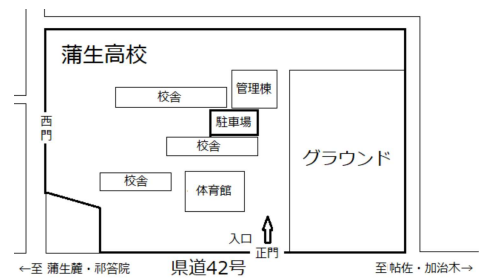 蒲生高校
管理棟
校舎
駐車場
西門
校舎
グラウンド
校舎
体育館
入口
正門
←至 蒲生麓・祁答院
県道42号
至 帖佐・加治木→